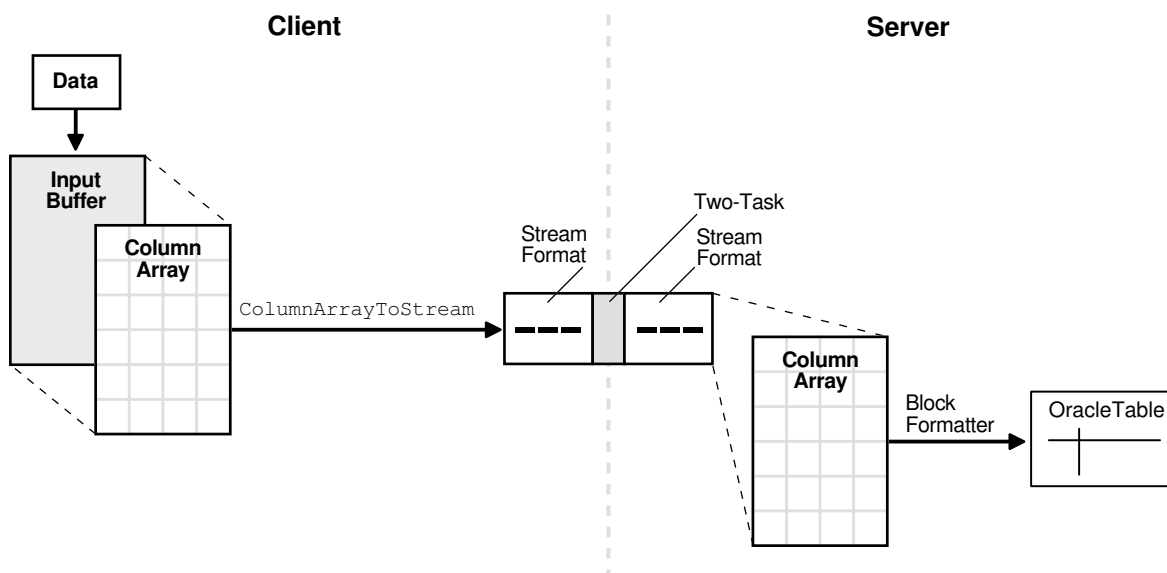 Client
Server
Data
Input
Buffer
Column
Array
ColumnArrayToStream
Stream
Format
Two-Task
Stream
Format
Column
Array
Block
Formatter
OracleTable